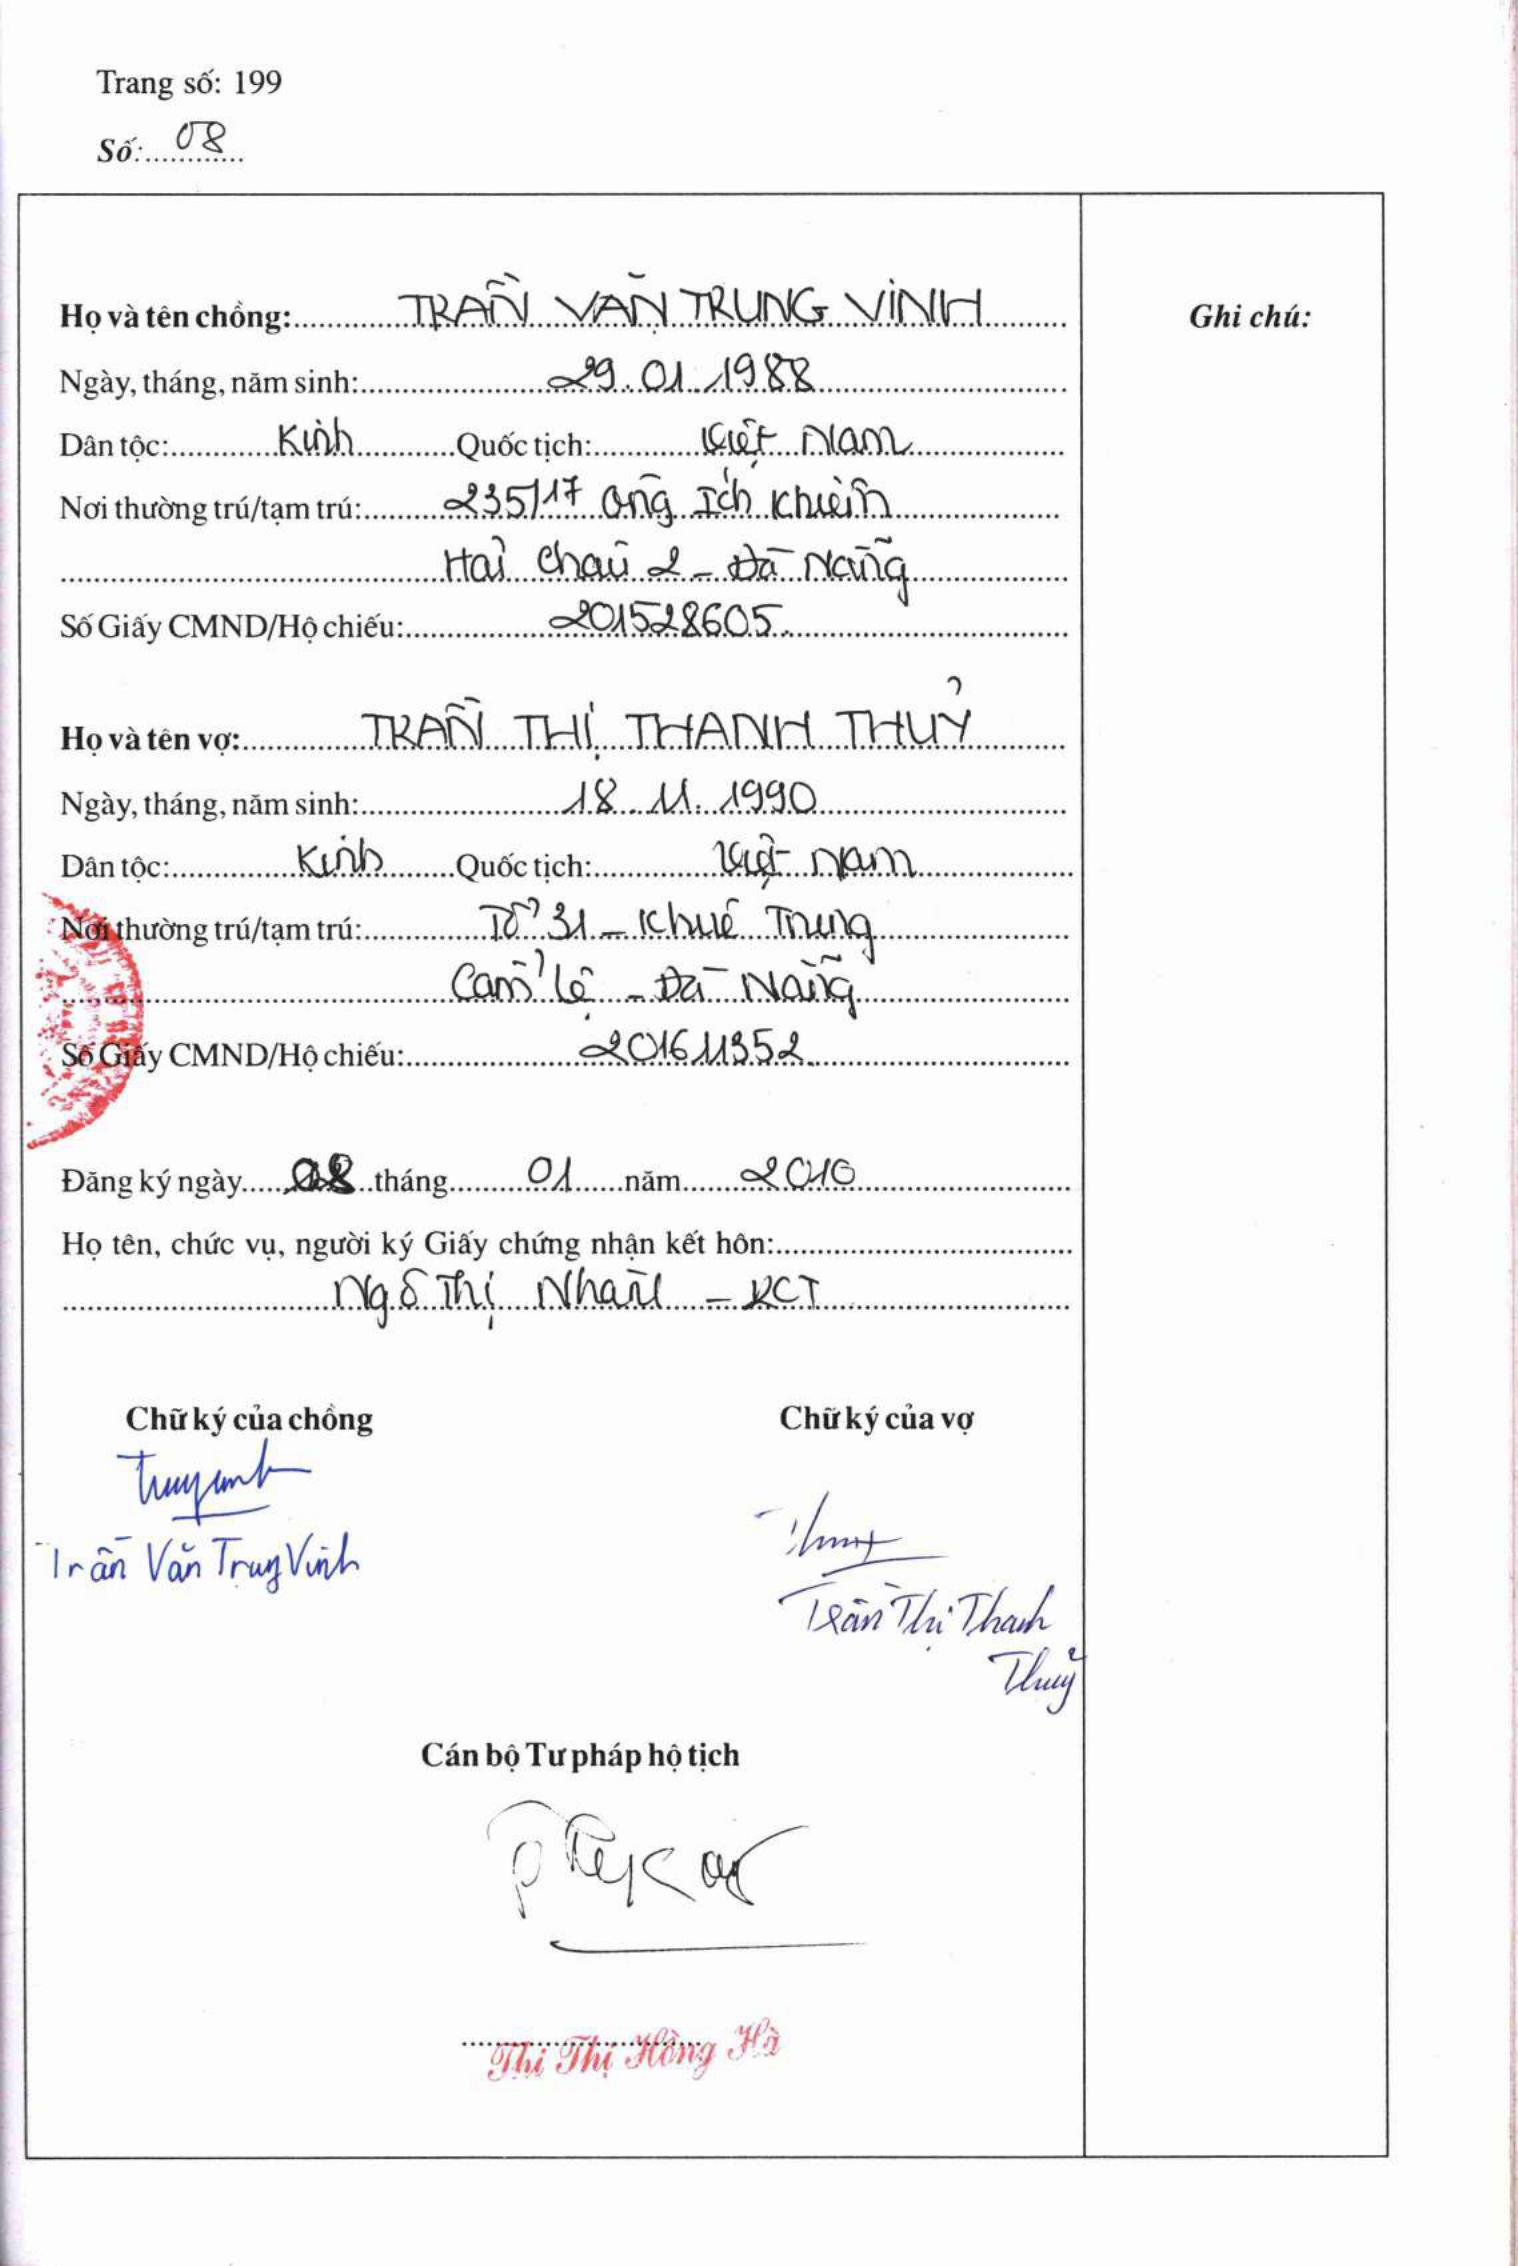 Trang số: 199
Số: 08
Họ và tên chồng: TRẦN VĂN TRUNG VINH
Ghi chú:
Ngày, tháng, năm sinh: 29.01.1988
Dân tộc: Kinh Quốc tịch: Việt Nam
Nơi thường trú/tạm trú: 235/17 Ông Ích Khiêm
Hải Châu 2 - Đà Nẵng
Số Giấy CMND/Hộ chiếu: 201528605
Họ và tên vợ: TRẦN THỊ THANH THUỶ
Ngày, tháng, năm sinh: 18.11.1990
Dân tộc: Kinh Quốc tịch: Việt Nam
Nơi thường trú/tạm trú: Tổ 31 - Khuê Trung
Cẩm Lệ - Đà Nẵng
Số Giấy CMND/Hộ chiếu: 201611352
Đăng ký ngày 08 tháng 01 năm 2010
Họ tên, chức vụ, người ký Giấy chứng nhận kết hôn:
Ngô Thị Nhân - PCT
Chữ ký của chồng Chữ ký của vợ
Trần Văn Trung Vinh
Trần Thị Thanh
Thuỷ
Cán bộ Tư pháp hộ tịch
Thi Thị Hồng Hà